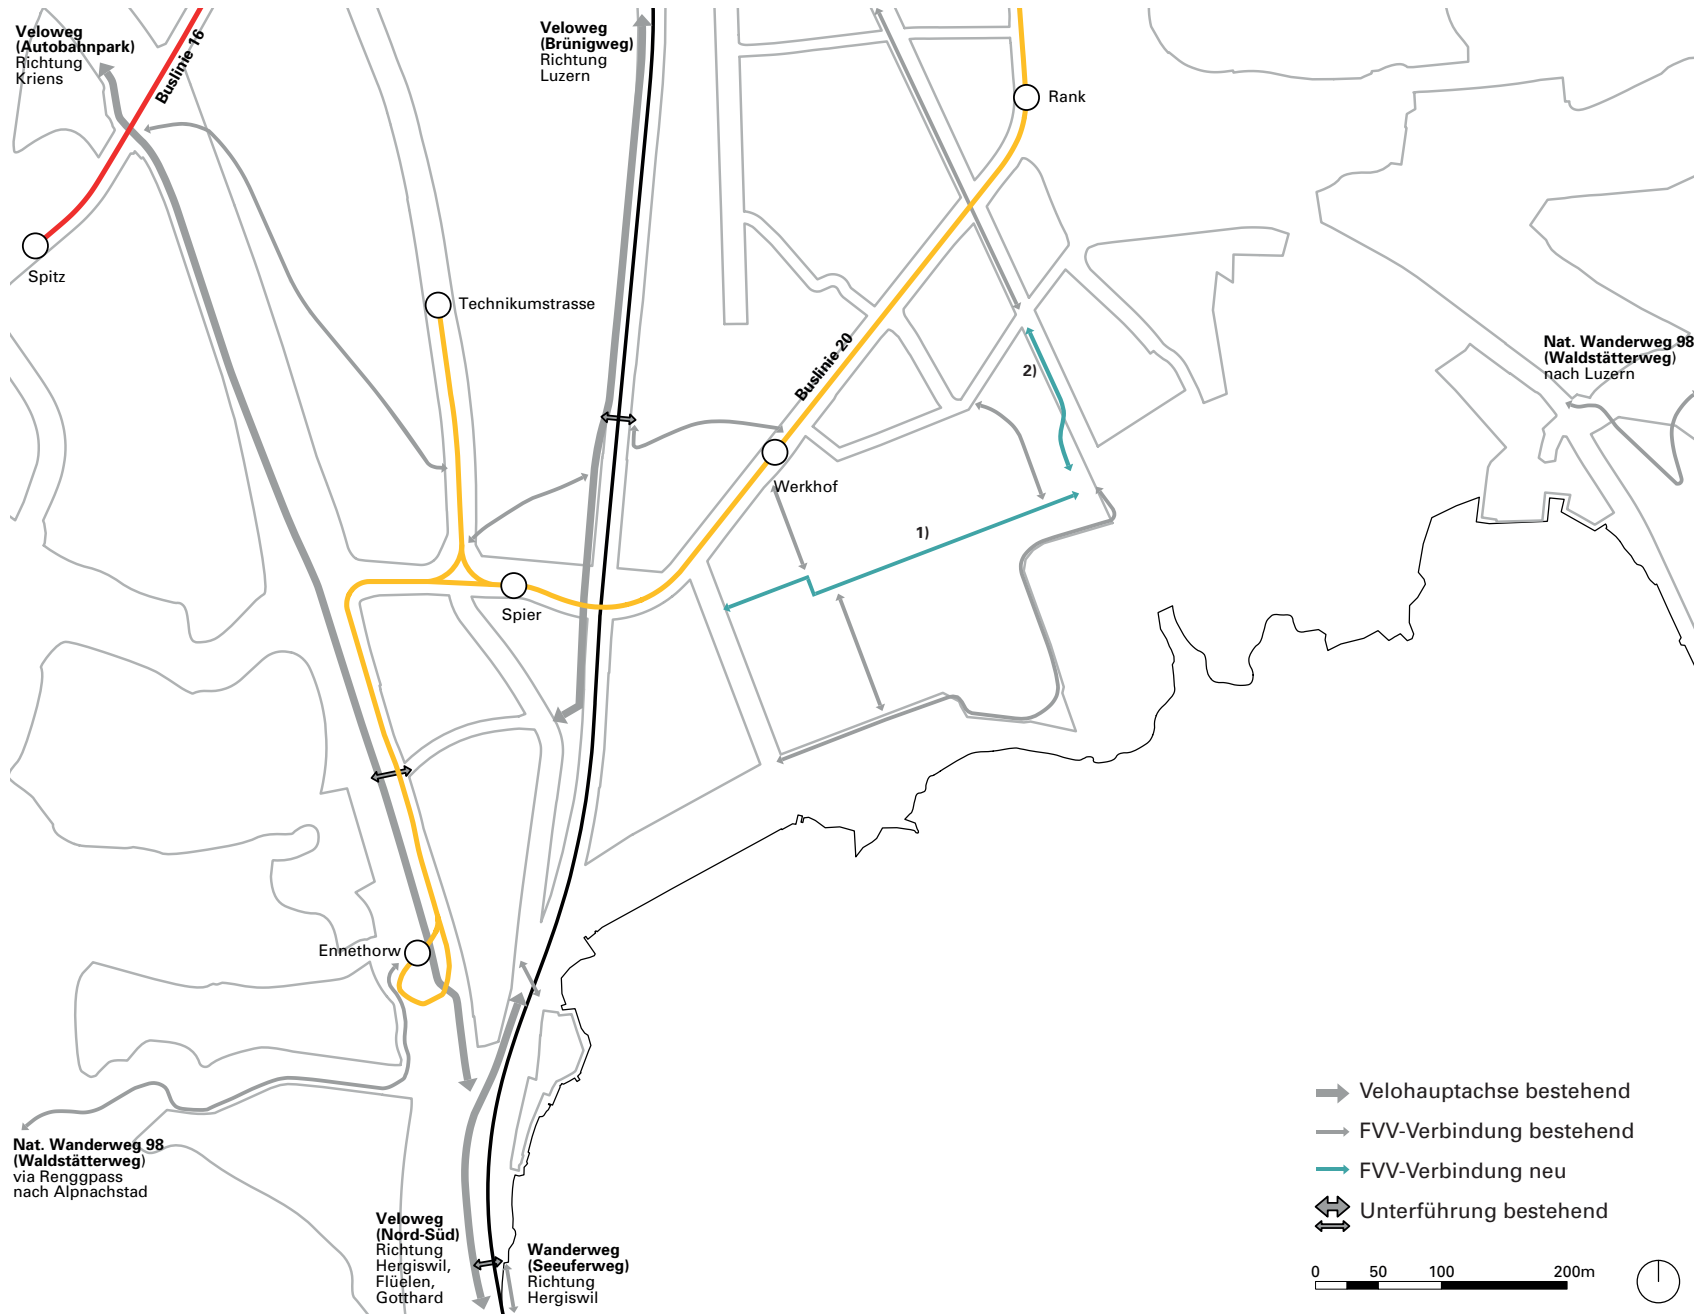 Veloweg
(Autobahnpark)
Richtung
Kriens
Buslinie 16
Veloweg
(Brünigweg)
Richtung
Luzern
Rank
Spitz
Technikumstrasse
Buslinie 20
2)
Nat. Wanderweg 98
(Waldstätterweg)
nach Luzern
Werkhof
1)
Spier
Ennethorw
Nat. Wanderweg 98
(Waldstätterweg)
via Renggpass
nach Alpnachstad
Veloweg
(Nord-Süd)
Richtung
Hergiswil,
Flüelen,
Gotthard
Wanderweg
(Seeuferweg)
Richtung
Hergiswil
Velohauptachse bestehend
FVV-Verbindung bestehend
FVV-Verbindung neu
Unterführung bestehend
0 50 100 200m